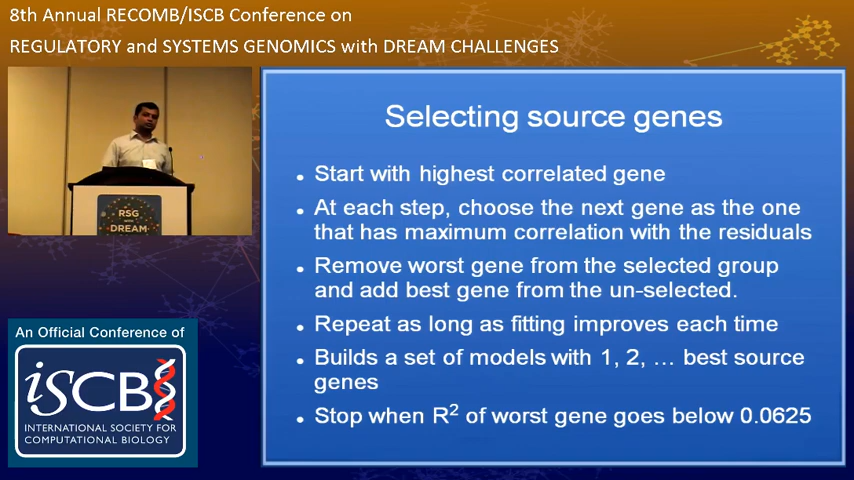 8th Annual RECOMB/ISCB Conference on
REGULATORY and SYSTEMS GENOMICS with DREAM CHALLENGES
RSG
with
DREAM
Selecting source genes
• Start with highest correlated gene
• At each step, choose the next gene as the one
that has maximum correlation with the residuals
• Remove worst gene from the selected group
and add best gene from the un-selected.
• Repeat as long as fitting improves each time
• Builds a set of models with 1, 2, … best source
genes
• Stop when R² of worst gene goes below 0.0625
An Official Conference of
iSCB
INTERNATIONAL SOCIETY FOR
COMPUTATIONAL BIOLOGY